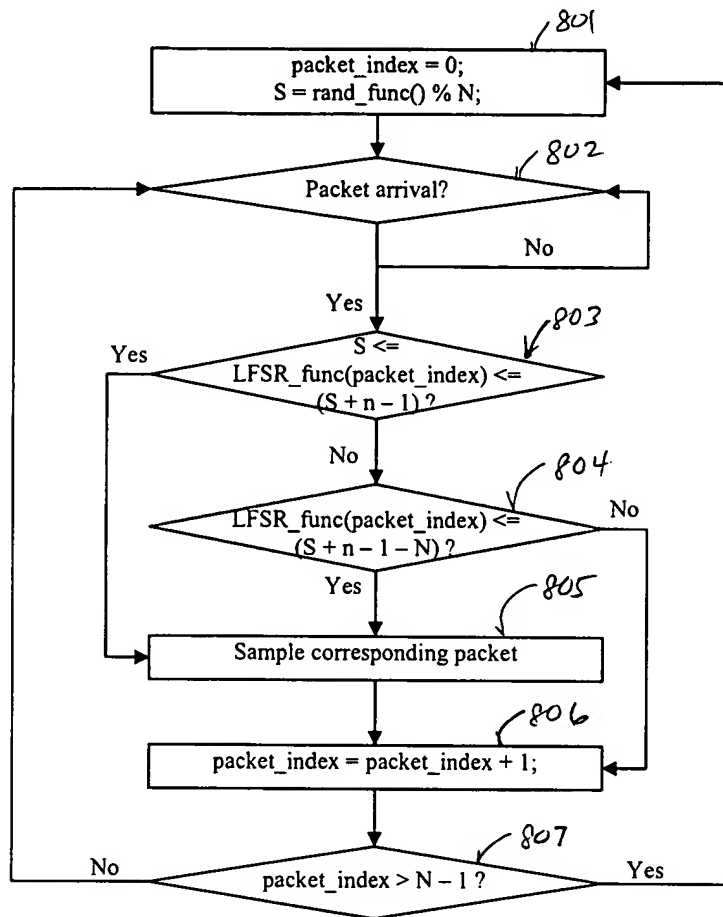 801
packet_index = 0;
S = rand_func() % N;
802
Packet arrival?
No
Yes
803
Yes
S <=
LFSR_func(packet_index) <=
(S + n – 1) ?
No
804
LFSR_func(packet_index) <=
(S + n – 1 – N) ?
No
Yes
805
Sample corresponding packet
806
packet_index = packet_index + 1;
807
No
packet_index > N – 1 ?
Yes